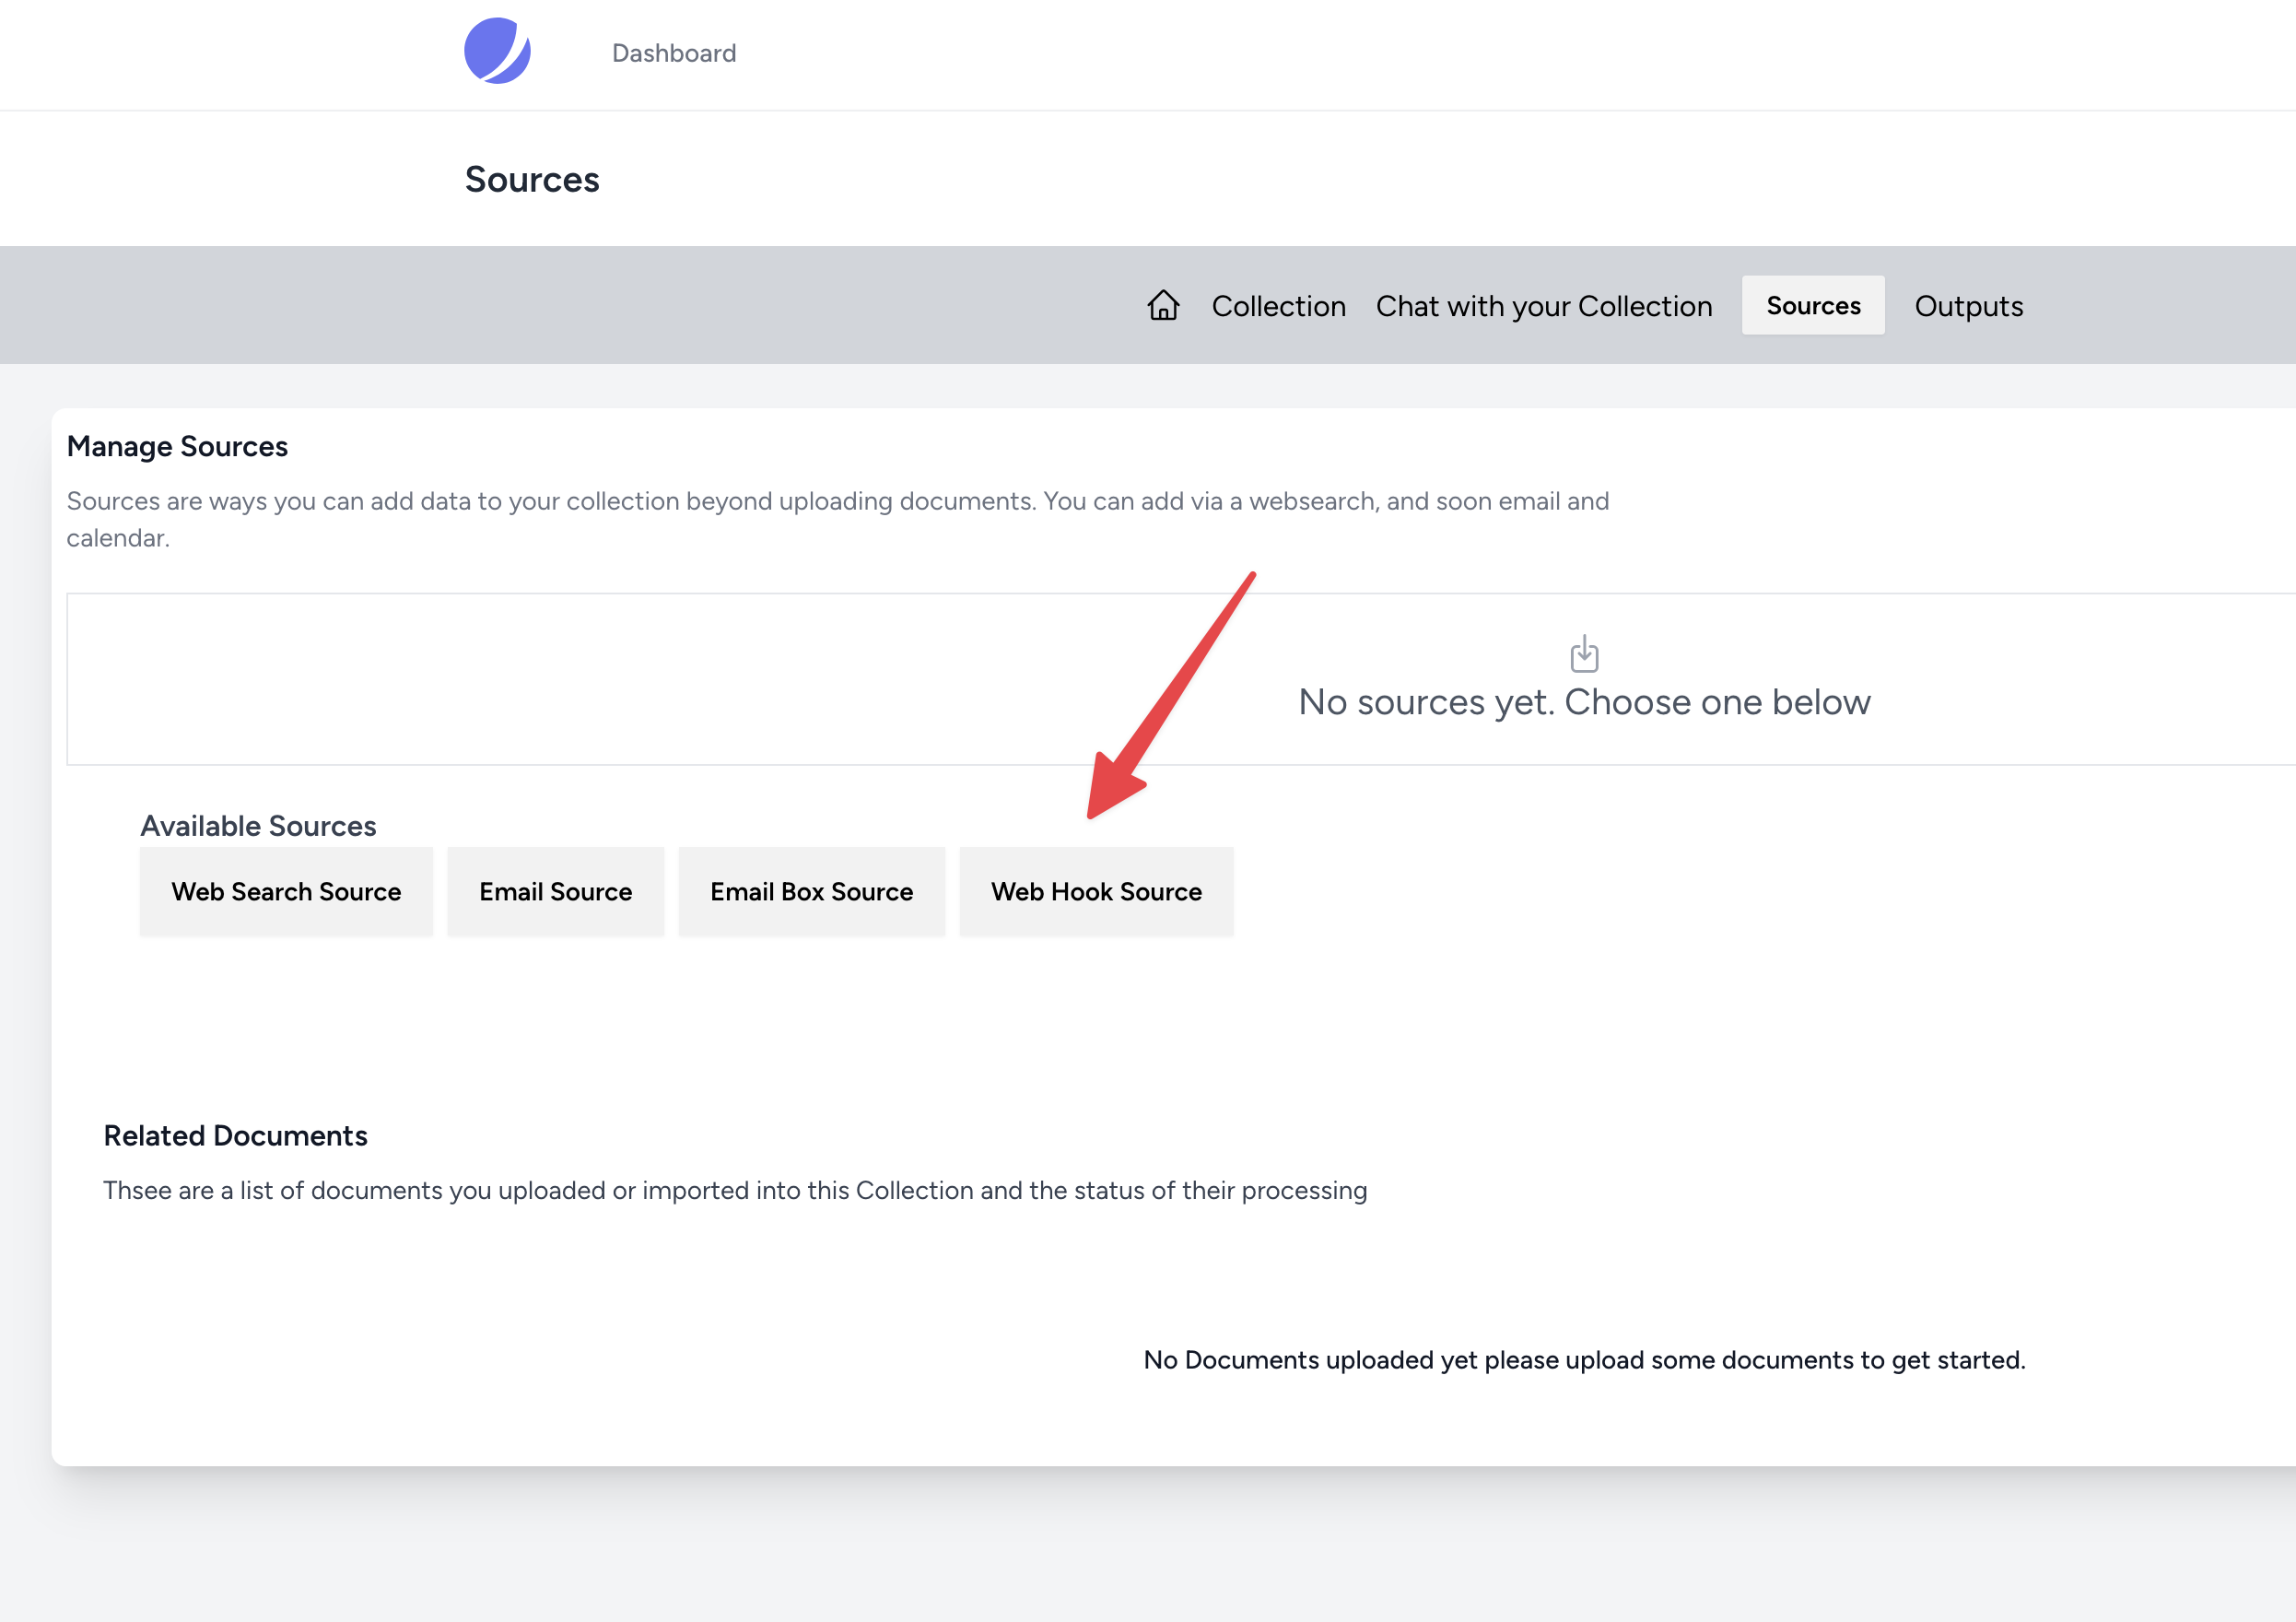 Dashboard
Sources
Collection Chat with your Collection Sources Outputs
Manage Sources
Sources are ways you can add data to your collection beyond uploading documents. You can add via a websearch, and soon email and
calendar.
No sources yet. Choose one below
Available Sources
Web Search Source Email Source Email Box Source Web Hook Source
Related Documents
Thsee are a list of documents you uploaded or imported into this Collection and the status of their processing
No Documents uploaded yet please upload some documents to get started.